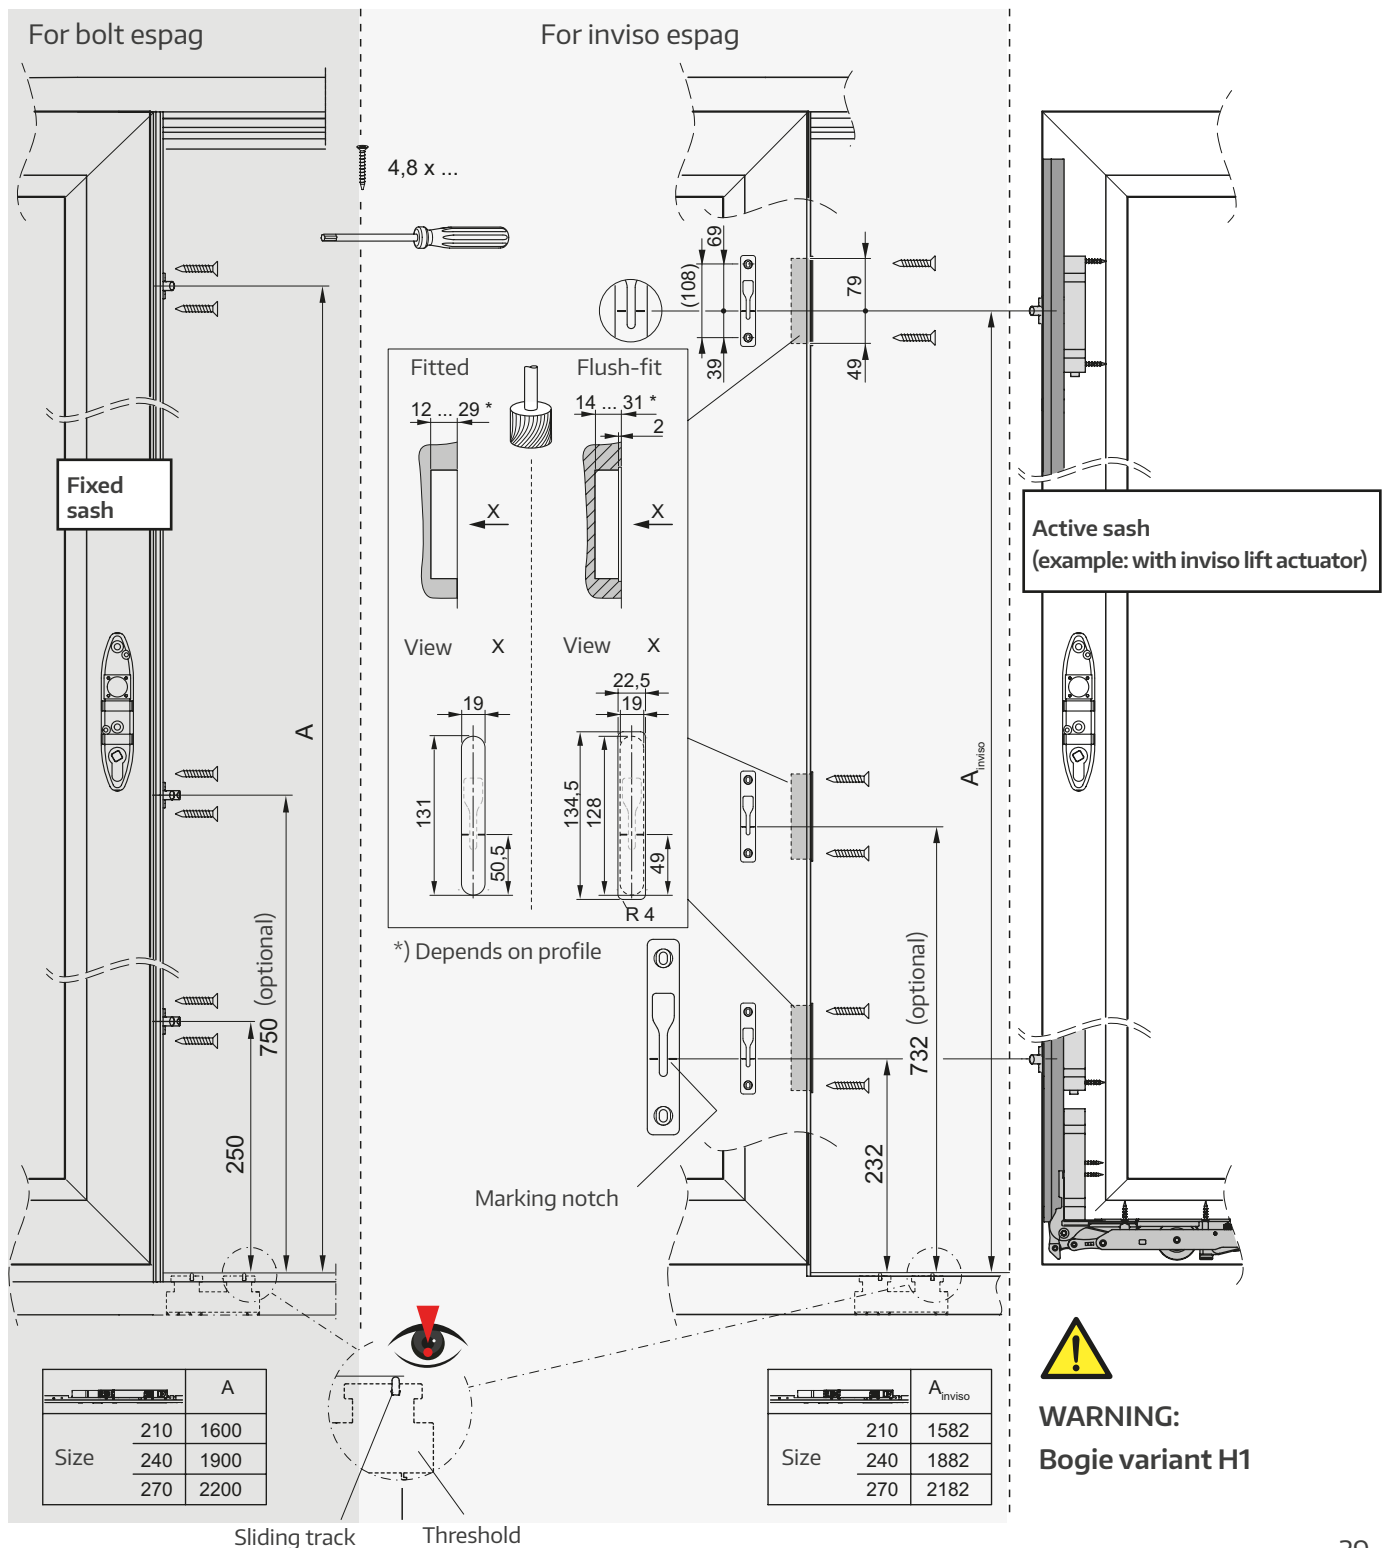 For bolt espag
For inviso espag
4,8 x ...
69
(108)
39
79
49
Fitted
Flush-fit
12 ... 29 *
14 ... 31 *
2
X
X
View X
View X
19
131
50,5
22,5
19
134,5
128
49
R 4
*) Depends on profile
Fixed
sash
Active sash
(example: with inviso lift actuator)
A
750 (optional)
250
A inviso
732 (optional)
232
Marking notch
A
Size
210 1600
240 1900
270 2200
A inviso
Size
210 1582
240 1882
270 2182
Sliding track
Threshold
WARNING:
Bogie variant H1